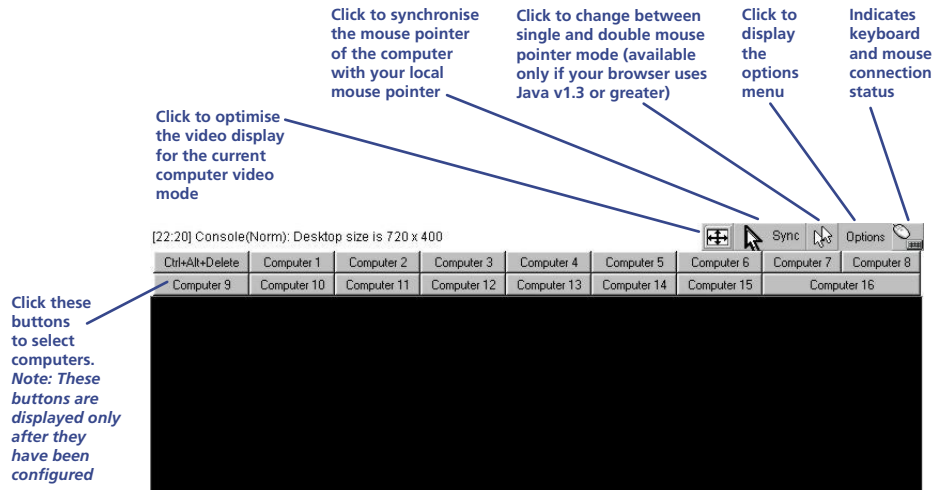 Click to synchronise
the mouse pointer
of the computer
with your local
mouse pointer
Click to change between
single and double mouse
pointer mode (available
only if your browser uses
Java v1.3 or greater)
Click to
display
the
options
menu
Indicates
keyboard
and mouse
connection
status
Click to optimise
the video display
for the current
computer video
mode
[22:20] Console(Norm): Desktop size is 720 x 400
Sync
Options
Ctrl+Alt+Delete Computer 1 Computer 2 Computer 3 Computer 4 Computer 5 Computer 6 Computer 7 Computer 8
Computer 9 Computer 10 Computer 11 Computer 12 Computer 13 Computer 14 Computer 15 Computer 16
Click these
buttons
to select
computers.
Note: These
buttons are
displayed only
after they
have been
configured